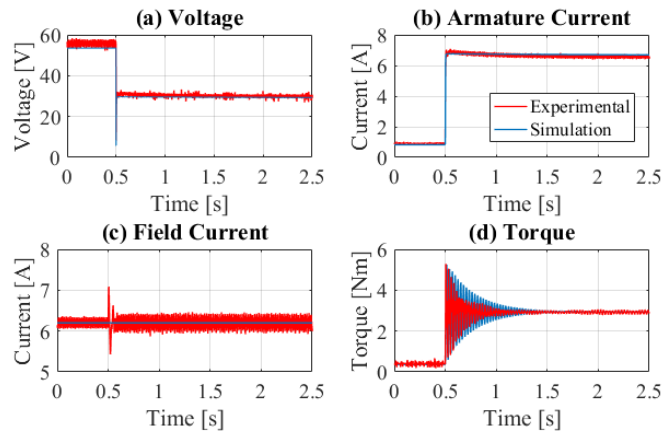 (a) Voltage
Voltage [V]
60
40
20
0
0 0.5 1 1.5 2 2.5
Time [s]
(b) Armature Current
Current [A]
8
6
4
2
0
Experimental
Simulation
0 0.5 1 1.5 2 2.5
Time [s]
(c) Field Current
Current [A]
8
7
6
5
0 0.5 1 1.5 2 2.5
Time [s]
(d) Torque
Torque [Nm]
6
4
2
0
0 0.5 1 1.5 2 2.5
Time [s]